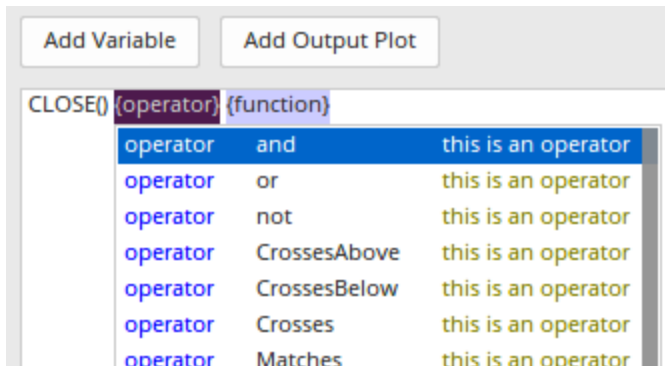 Add Variable Add Output Plot
CLOSE() {operator} {function}
operator and this is an operator
operator or this is an operator
operator not this is an operator
operator CrossesAbove this is an operator
operator CrossesBelow this is an operator
operator Crosses this is an operator
operator Matches this is an operator